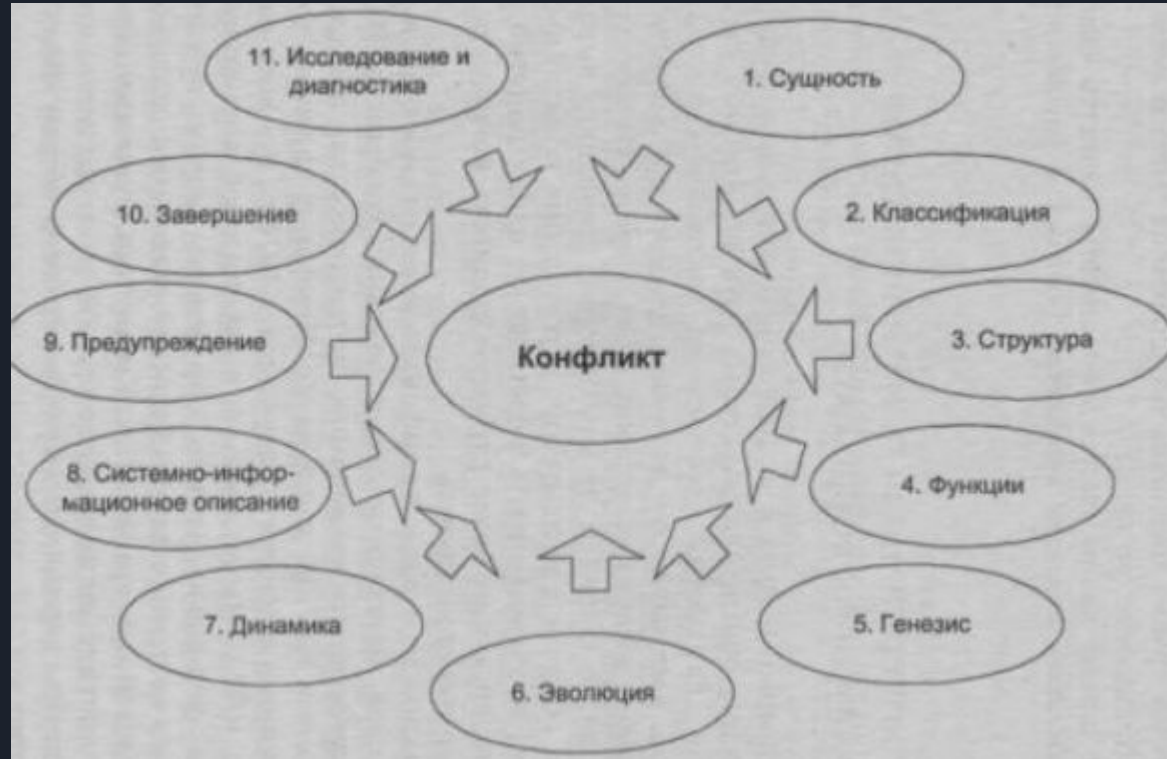 11. Исследование и
диагностика
1. Сущность
10. Завершение
2. Классификация
9. Предупреждение
Конфликт
3. Структура
8. Системно-инфор-
мационное описание
4. Функции
7. Динамика
5. Генезис
6. Эволюция